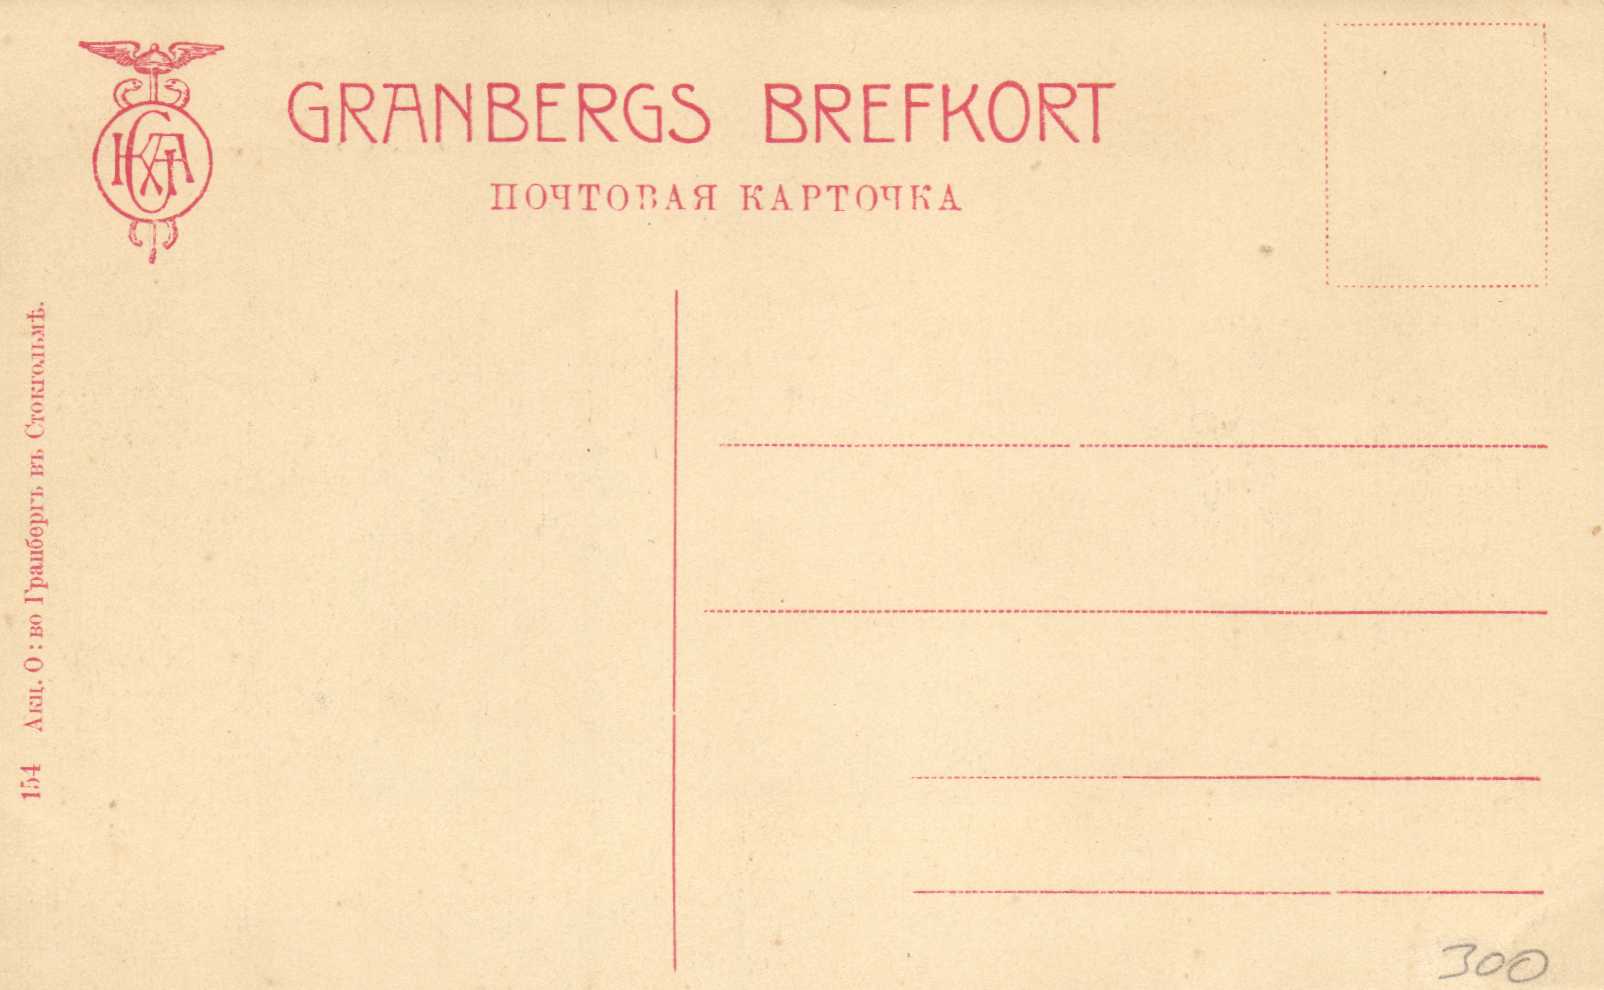 GRANBERGS BREFKORT
ПОЧТОВАЯ КАРТОЧКА
154 Акц. О: во Гранбергъ въ Стокгольмѣ.
300